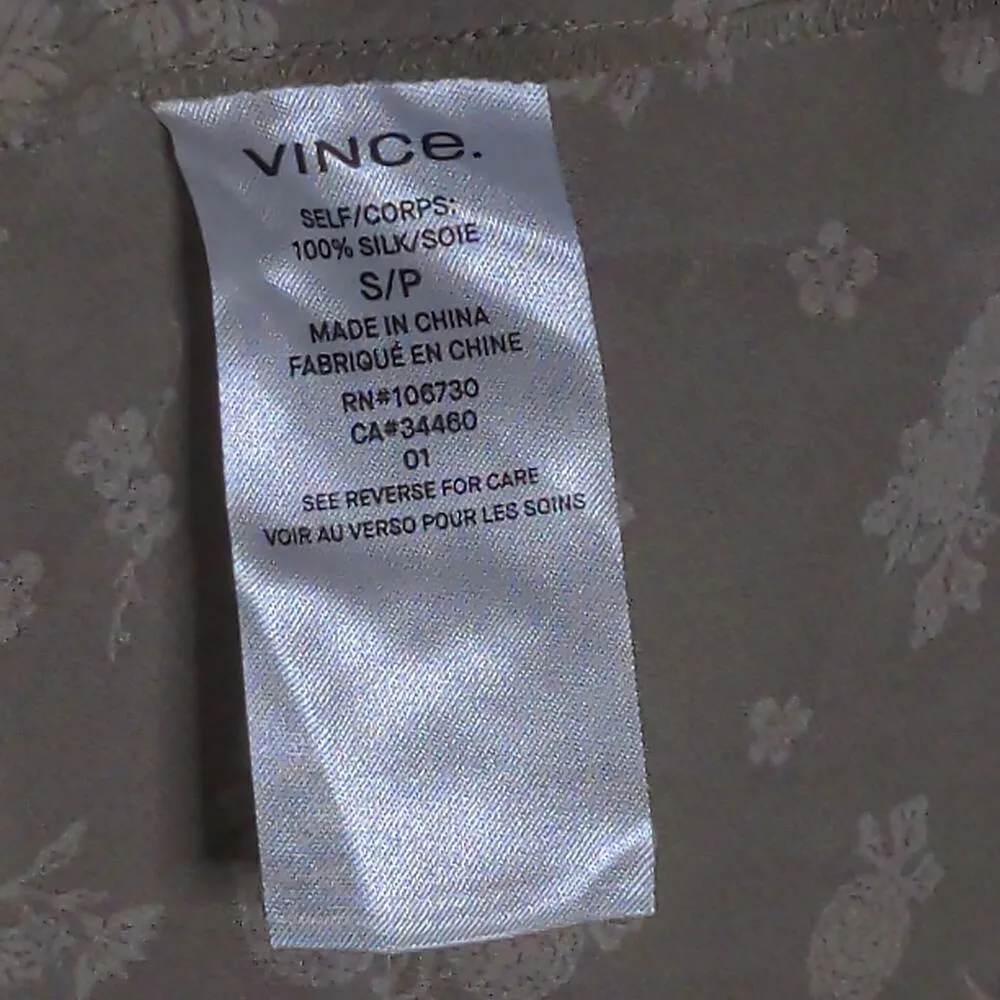 VINCe.
SELF/CORPS:
100% SILK/SOIE
S/P
MADE IN CHINA
FABRIQUÉ EN CHINE
RN#106730
CA#34460
01
SEE REVERSE FOR CARE
VOIR AU VERSO POUR LES SOINS